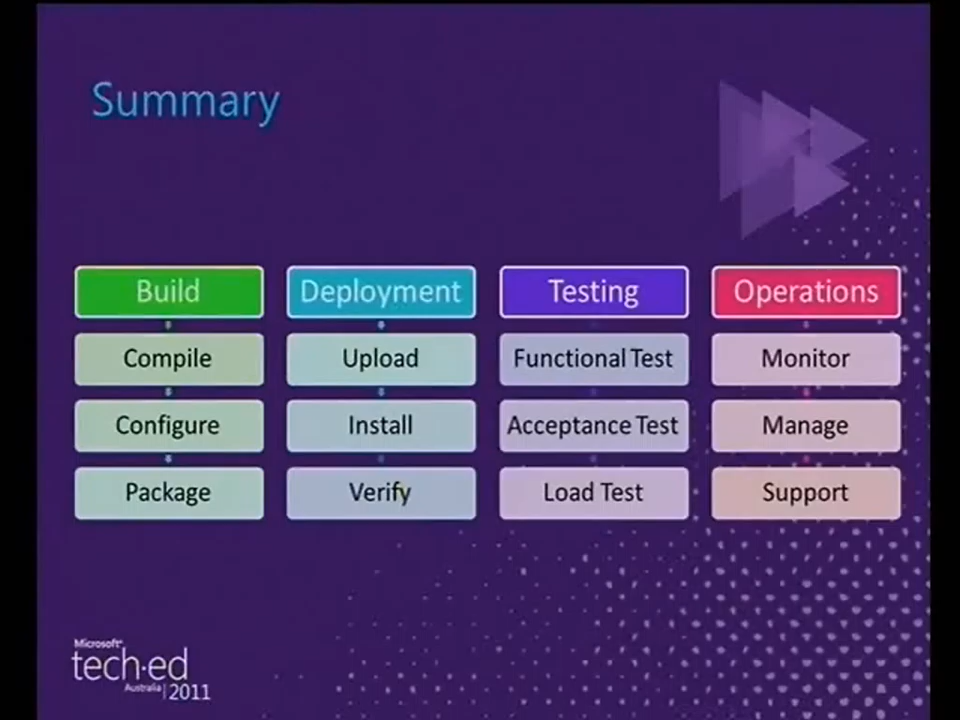 Summary
Build
Compile
Configure
Package
Deployment
Upload
Install
Verify
Testing
Functional Test
Acceptance Test
Load Test
Operations
Monitor
Manage
Support
Microsoft
tech·ed
Australia | 2011